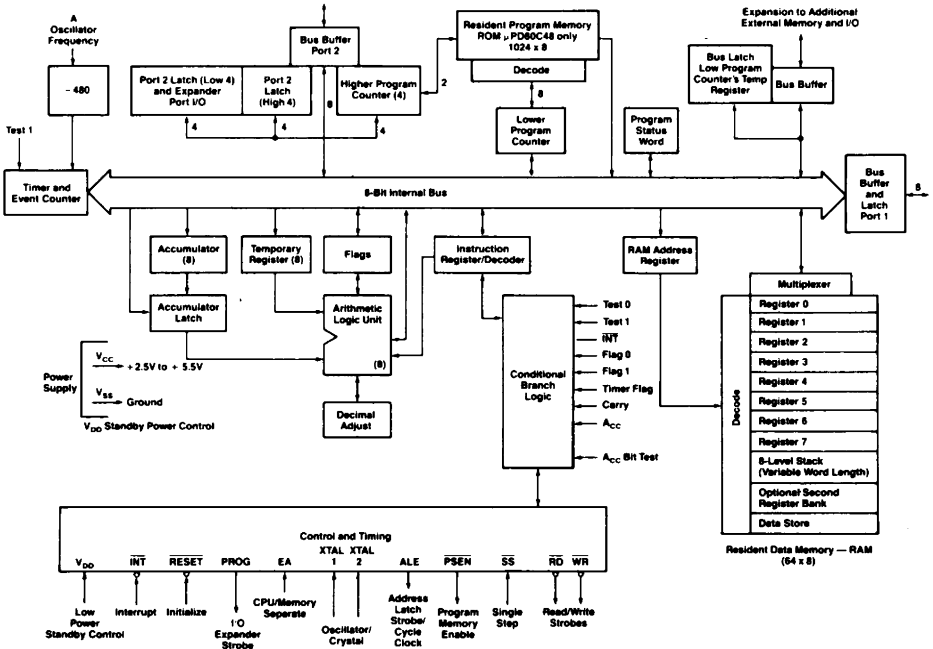 A
Oscillator
Frequency
÷ 480
Test 1
Timer and
Event Counter
Bus Buffer
Port 2
Port 2 Latch (Low 4)
and Expander
Port I/O
Port 2
Latch
(High 4)
Higher Program
Counter (4)
4
4
8
4
2
Resident Program Memory
ROM µPD80C48 only
1024 x 8
Decode
8
Lower
Program
Counter
Program
Status
Word
Expansion to Additional
External Memory and I/O
Bus Latch
Low Program
Counter's Temp
Register
Bus Buffer
8-Bit Internal Bus
Bus
Buffer
and
Latch
Port 1
8
Accumulator
(8)
Temporary
Register (8)
Flags
Instruction
Register/Decoder
RAM Address
Register
Accumulator
Latch
Arithmetic
Logic Unit
(8)
Decimal
Adjust
Power
Supply
VCC
+2.5V to + 5.5V
VSS
Ground
VDD Standby Power Control
Conditional
Branch
Logic
Test 0
Test 1
INT
Flag 0
Flag 1
Timer Flag
Carry
ACC
ACC Bit Test
Multiplexer
Decode
Register 0
Register 1
Register 2
Register 3
Register 4
Register 5
Register 6
Register 7
8-Level Stack
(Variable Word Length)
Optional Second
Register Bank
Data Store
Resident Data Memory — RAM
(64 x 8)
Control and Timing
XTAL XTAL
VDD INT RESET PROG EA 1 2 ALE PSEN SS RD WR
Low
Power
Standby Control
Interrupt
Initialize
I/O
Expander
Strobe
CPU/Memory
Seperate
Oscillator/
Crystal
Address
Latch
Strobe/
Cycle
Clock
Program
Memory
Enable
Single
Step
Read/Write
Strobes